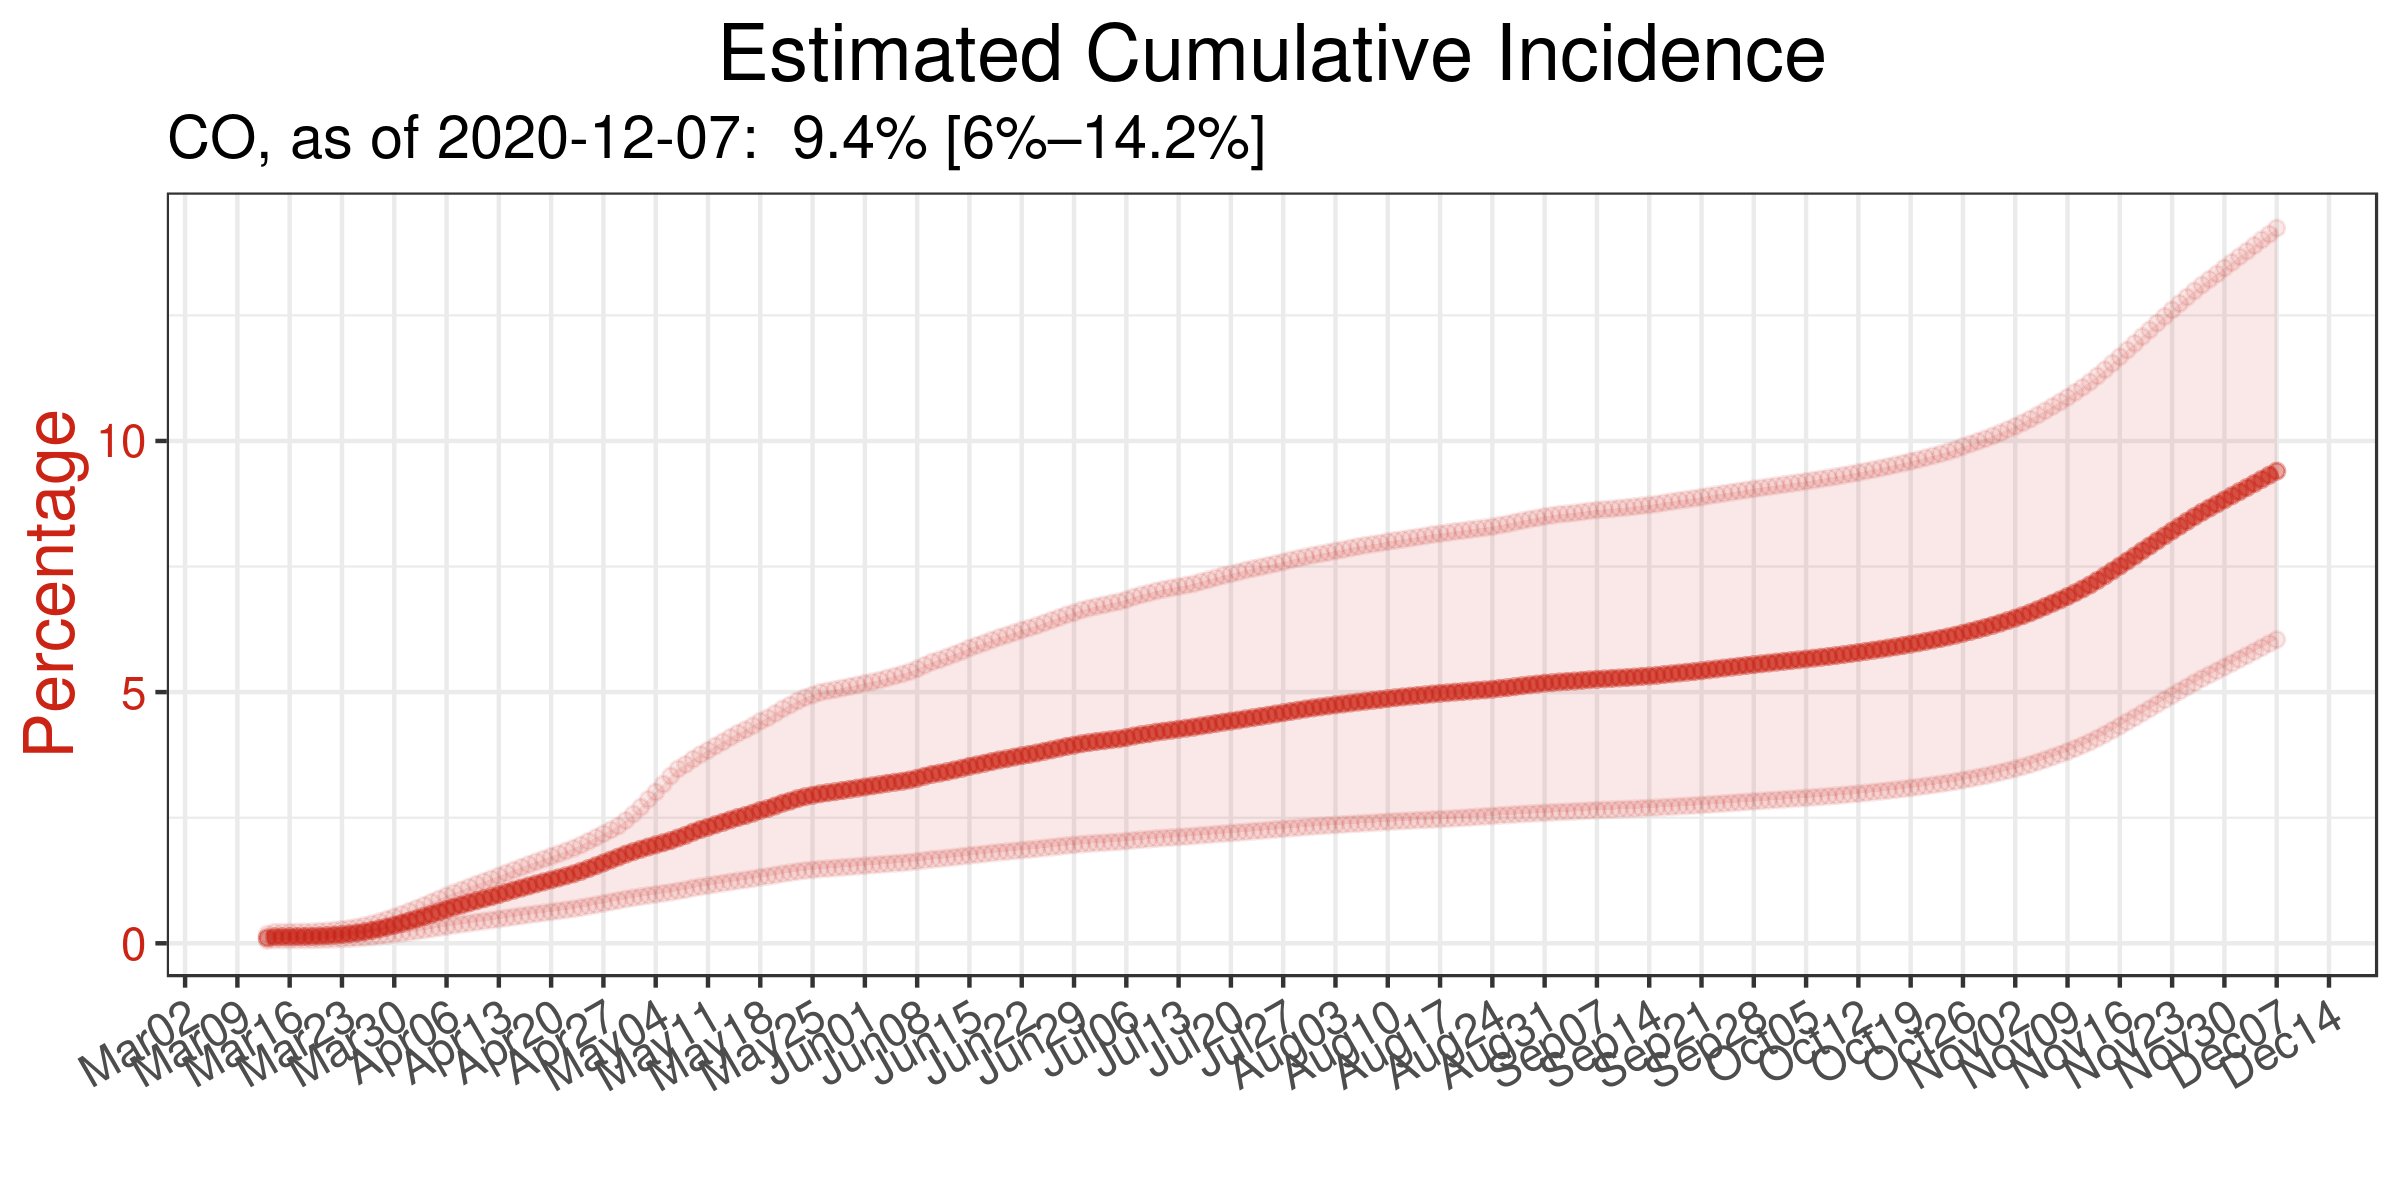 Estimated Cumulative Incidence
CO, as of 2020-12-07:  9.4% [6%–14.2%]
Percentage
10
5
0
Mar02
Mar09
Mar16
Mar23
Mar30
Apr06
Apr13
Apr20
Apr27
May04
May11
May18
May25
Jun01
Jun08
Jun15
Jun22
Jun29
Jul06
Jul13
Jul20
Jul27
Aug03
Aug10
Aug17
Aug24
Aug31
Sep07
Sep14
Sep21
Sep28
Oct05
Oct12
Oct19
Oct26
Nov02
Nov09
Nov16
Nov23
Nov30
Dec07
Dec14